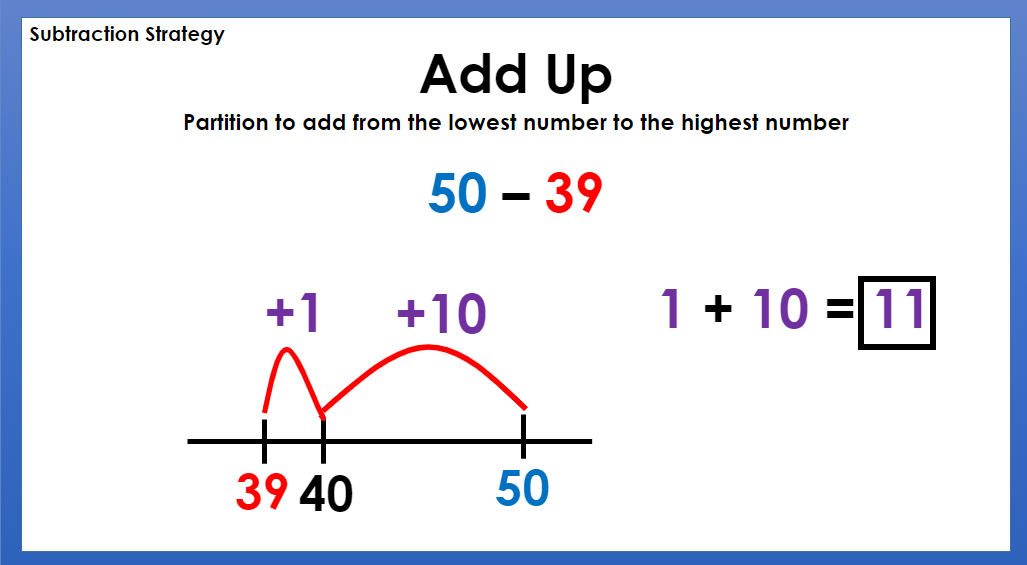 Subtraction Strategy
Add Up
Partition to add from the lowest number to the highest number
50 – 39
+1 +10
1 + 10 = 11
39 40 50